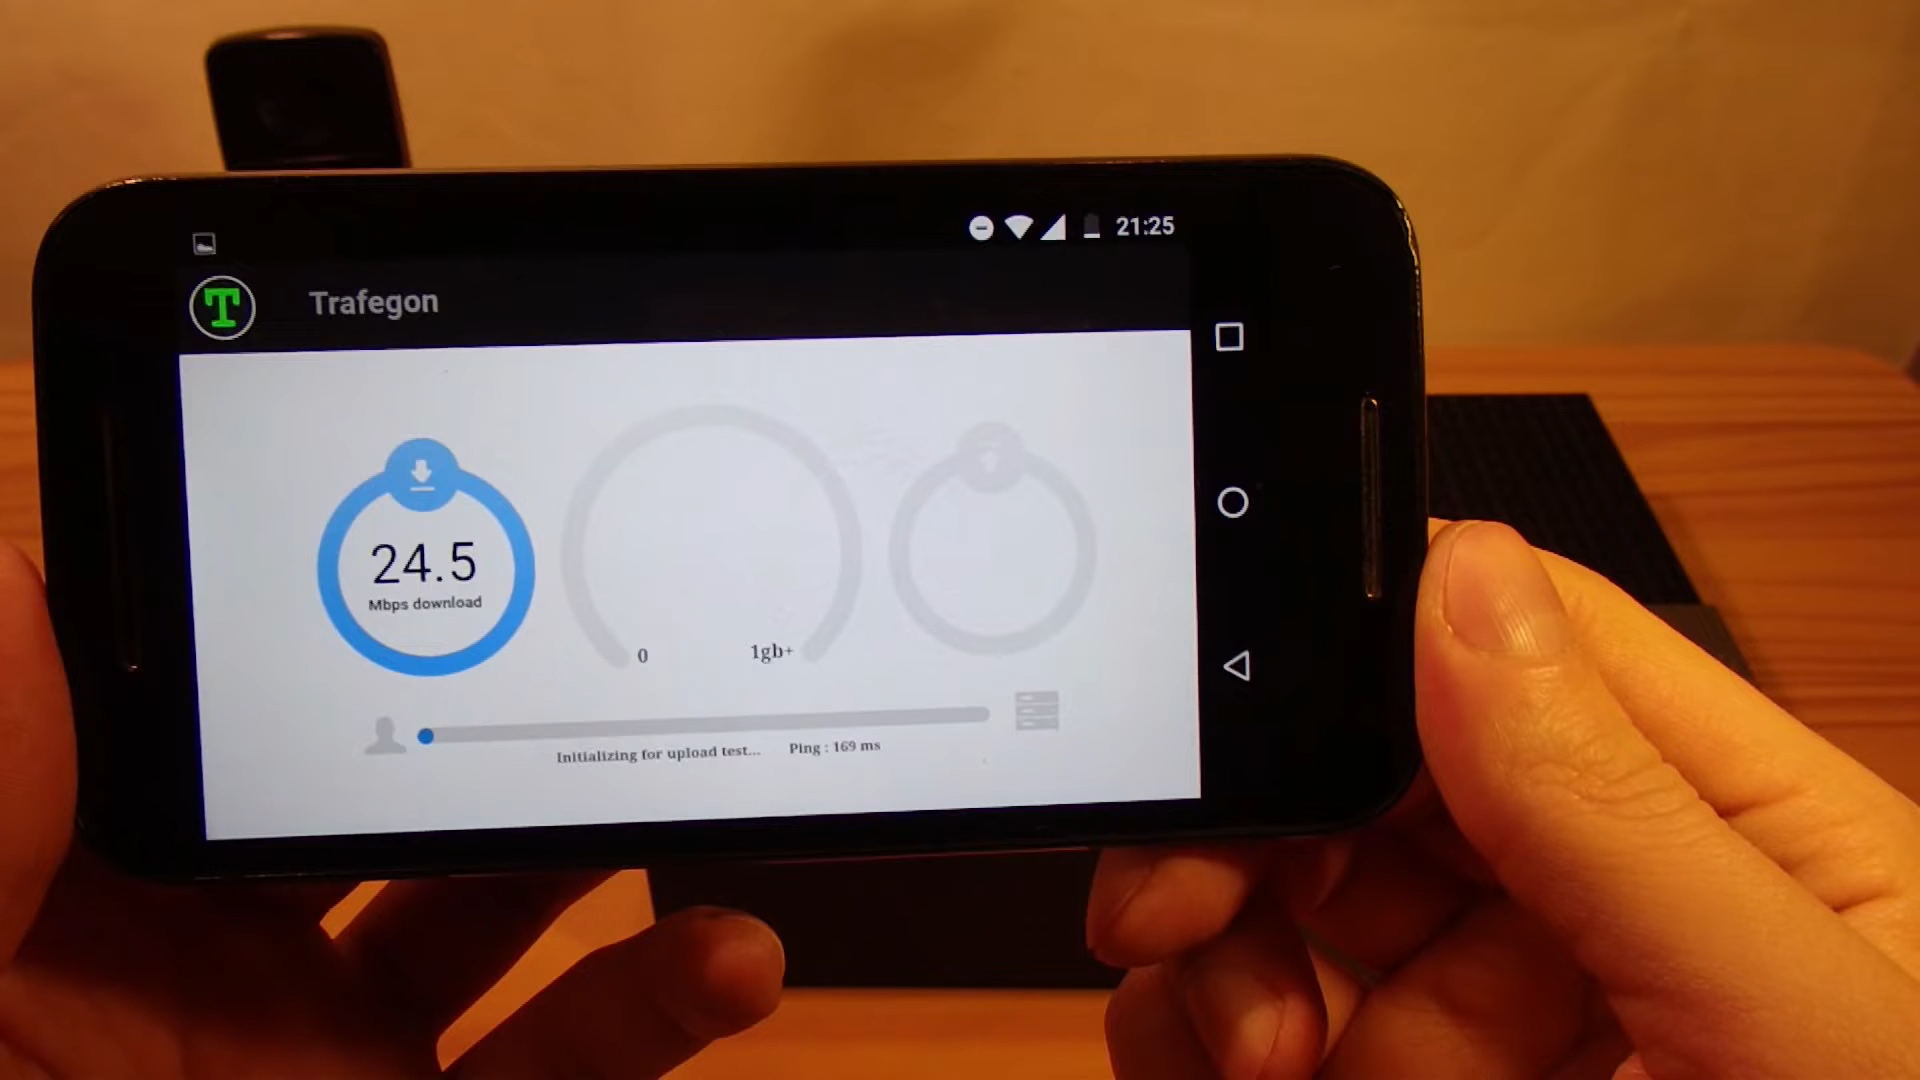 21:25
T Trafegon
24.5
Mbps download
0 1gb+
Initializing for upload test... Ping : 169 ms